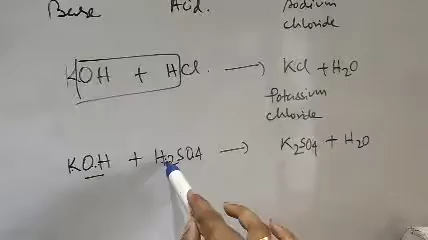 Base Acid. Sodium
chloride
KOH + HCl. → KCl + H2O
Potassium
chloride
KOH + H2SO4 → K2SO4 + H2O